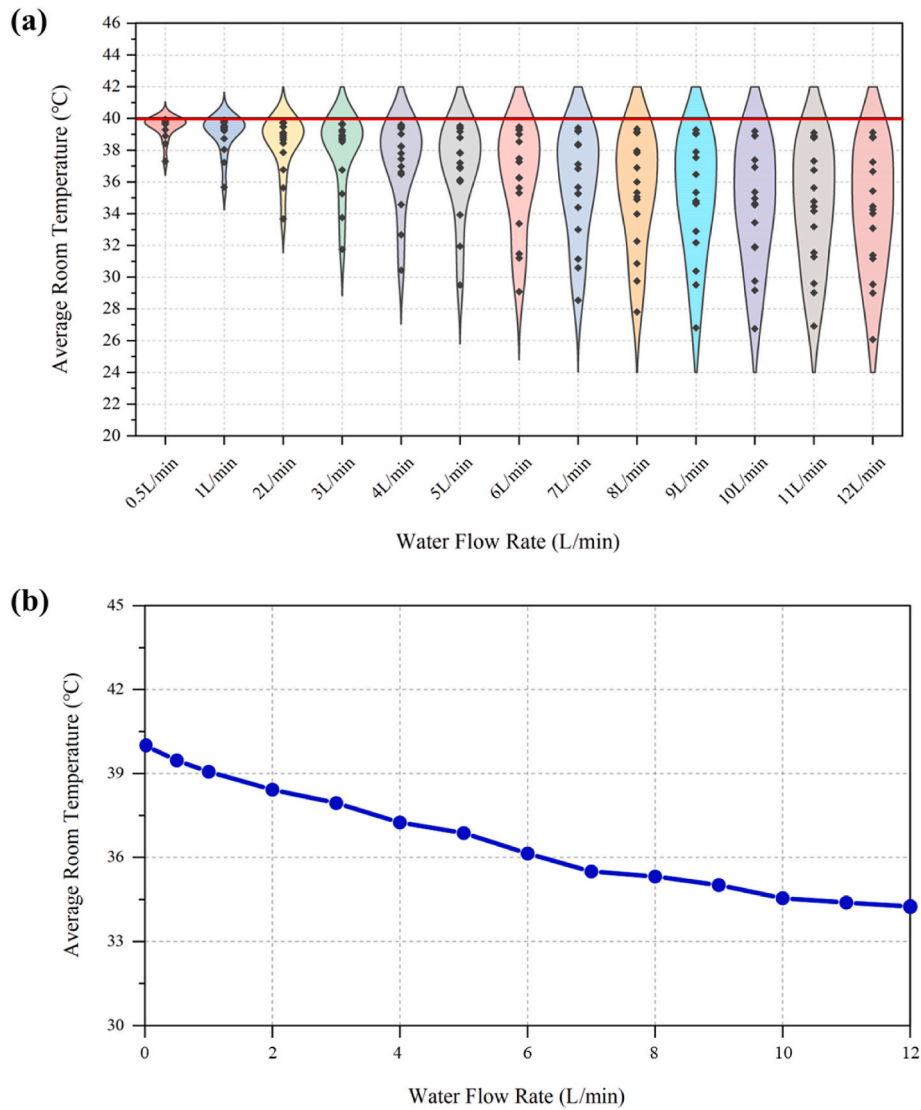 (a)
Average Room Temperature (°C)
46
44
42
40
38
36
34
32
30
28
26
24
22
20
0.5L/min 1L/min 2L/min 3L/min 4L/min 5L/min 6L/min 7L/min 8L/min 9L/min 10L/min 11L/min 12L/min
Water Flow Rate (L/min)
(b)
Average Room Temperature (°C)
45
42
39
36
33
30
0 2 4 6 8 10 12
Water Flow Rate (L/min)